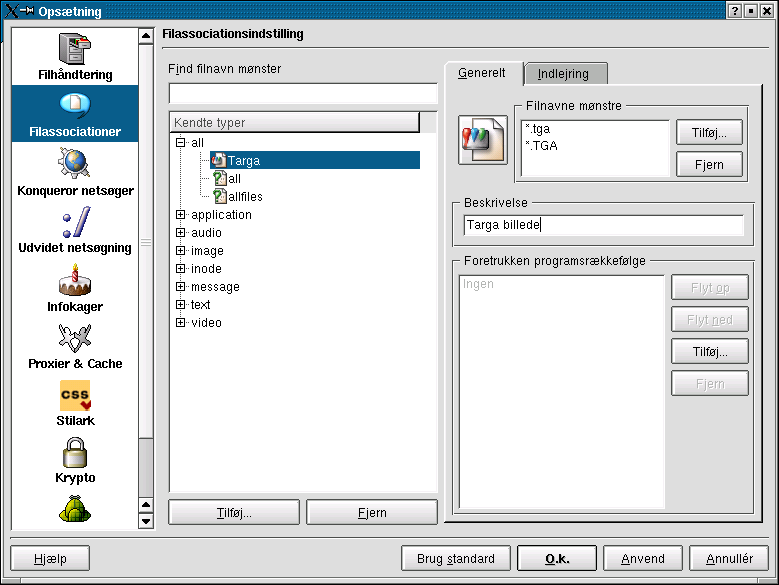 Opsætning
Filhåndtering
Filassociationer
Konqueror netsøger
Udvidet netsøgning
Infokager
Proxier & Cache
css
Stilark
Krypto
Filassociationsindstilling
Find filnavn mønster
Kendte typer
all
Targa
all
allfiles
application
audio
image
inode
message
text
video
Tilføj...
Fjern
Generelt
Indlejring
Filnavne mønstre
*.tga
*.TGA
Tilføj...
Fjern
Beskrivelse
Targa billede
Foretrukken programsrækkefølge
Ingen
Flyt op
Flyt ned
Tilføj...
Fjern
Hjælp
Brug standard
O.k.
Anvend
Annullér